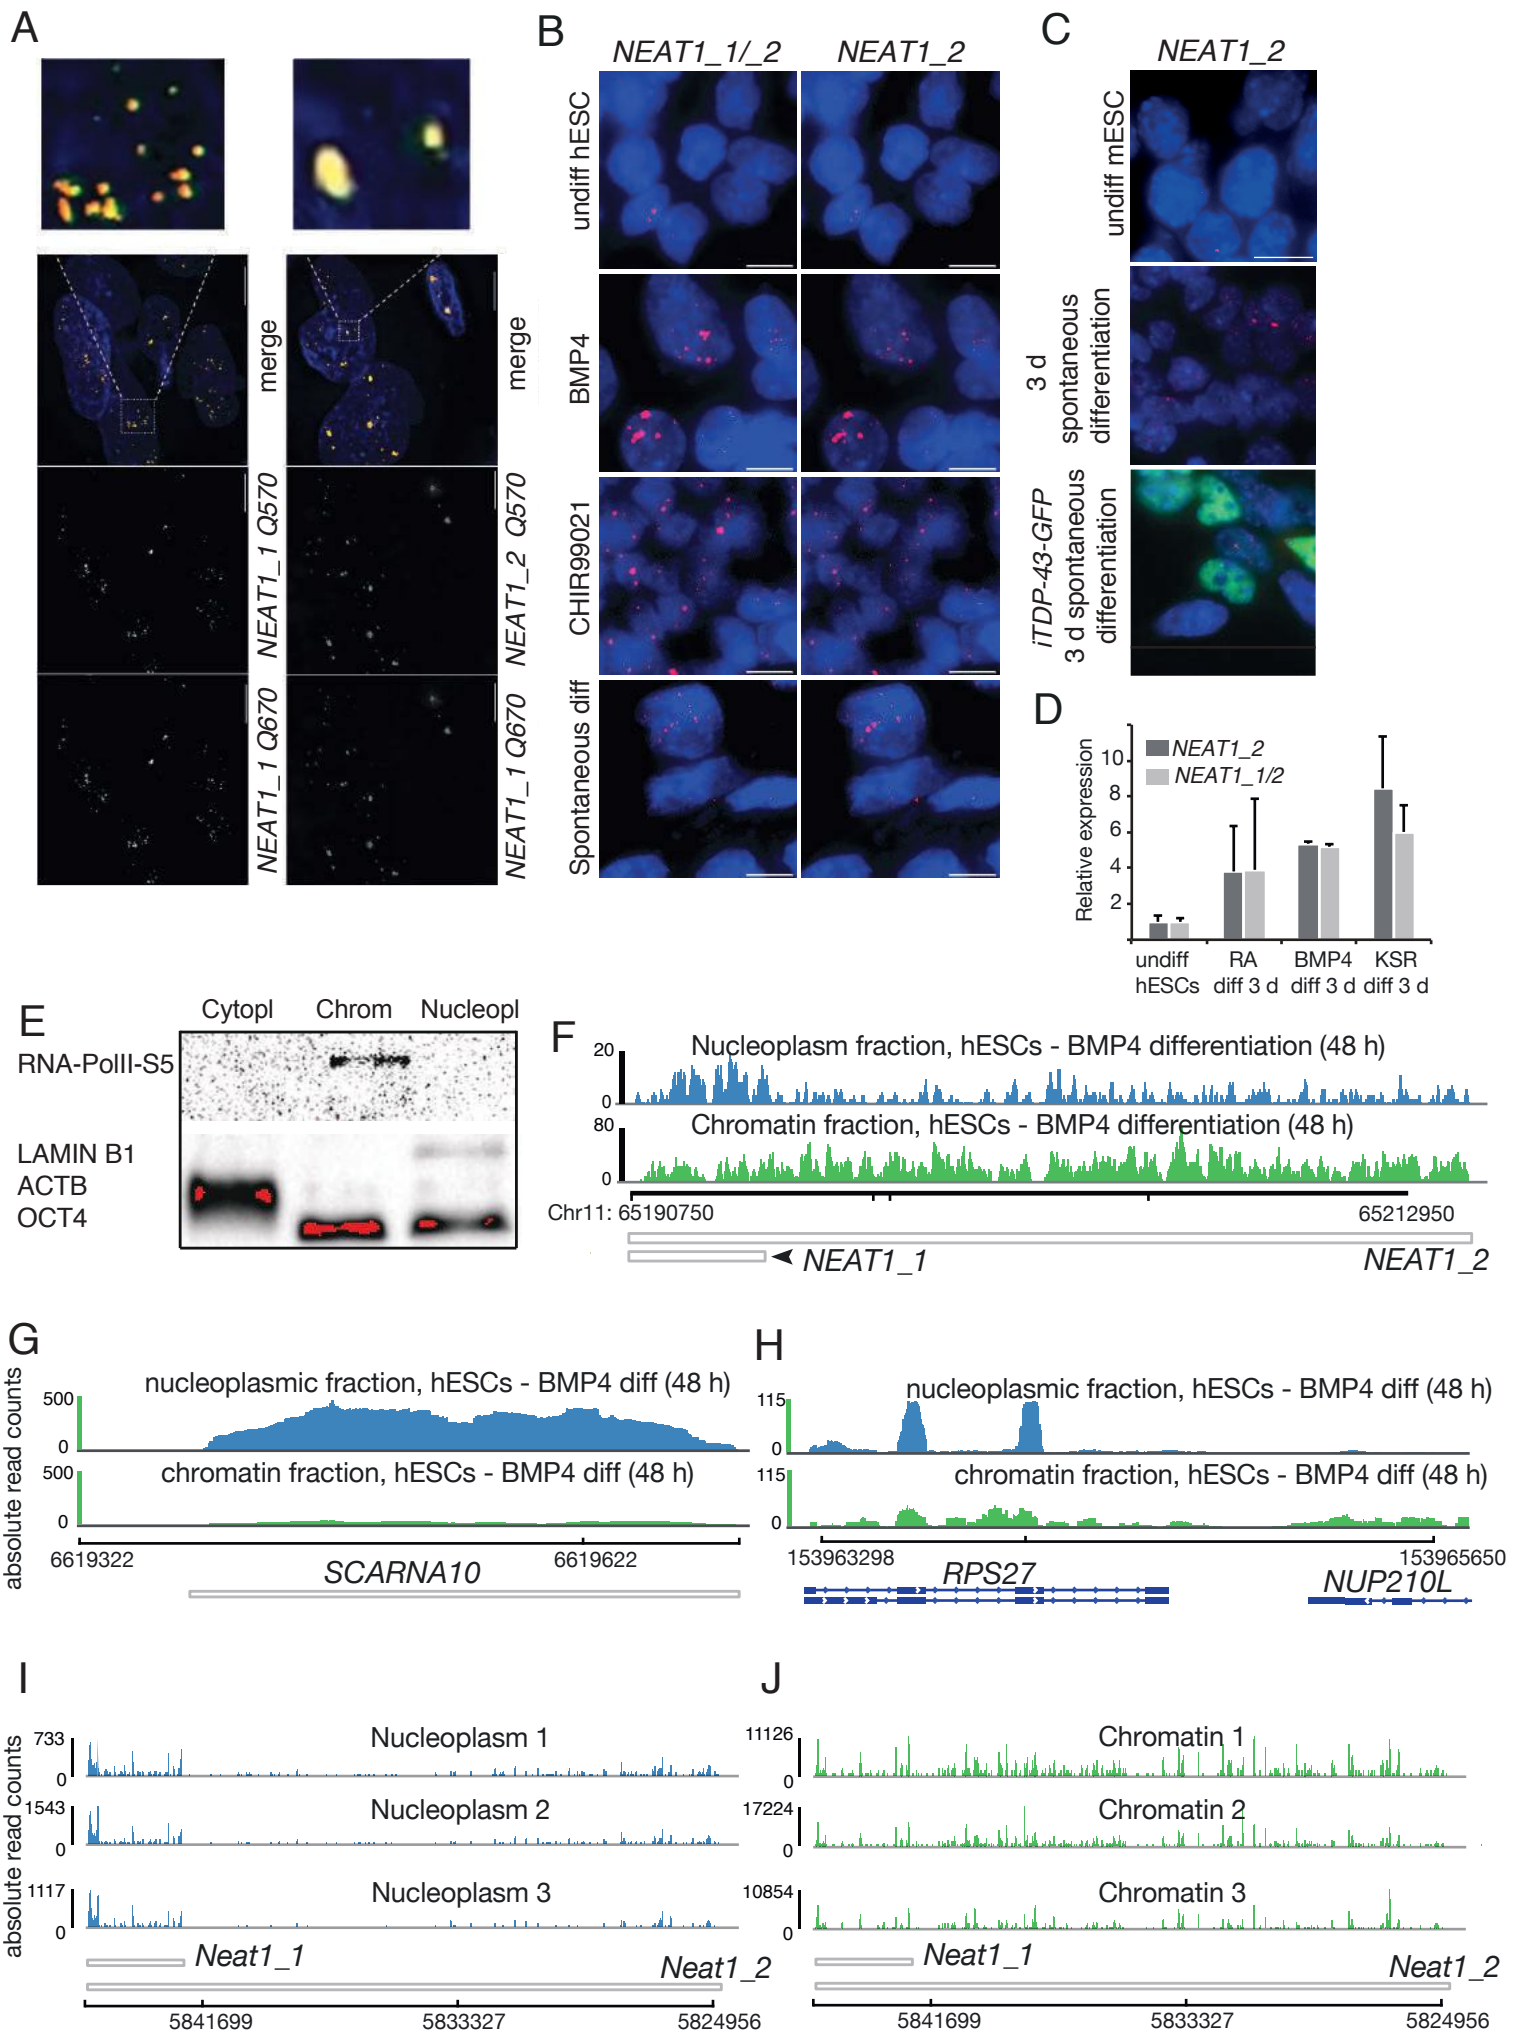 A
merge
NEAT1_1 Q570
NEAT1_1 Q670
merge
NEAT1_2 Q570
NEAT1_1 Q670
B
NEAT1_1/_2
NEAT1_2
undiff hESC
BMP4
CHIR99021
Spontaneous diff
C
NEAT1_2
undiff mESC
3 d
spontaneous
differentiation
iTDP-43-GFP
3 d spontaneous
differentiation
D
Relative expression
10
8
6
4
2
NEAT1_2
NEAT1_1/2
undiff
hESCs
RA
diff 3 d
BMP4
diff 3 d
KSR
diff 3 d
E
Cytopl
Chrom
Nucleopl
RNA-PolII-S5
LAMIN B1
ACTB
OCT4
F
20
0
Nucleoplasm fraction, hESCs - BMP4 differentiation (48 h)
80
0
Chromatin fraction, hESCs - BMP4 differentiation (48 h)
Chr11: 65190750
65212950
NEAT1_1
NEAT1_2
G
absolute read counts
500
0
nucleoplasmic fraction, hESCs - BMP4 diff (48 h)
500
0
chromatin fraction, hESCs - BMP4 diff (48 h)
6619322
6619622
SCARNA10
H
115
0
nucleoplasmic fraction, hESCs - BMP4 diff (48 h)
115
0
chromatin fraction, hESCs - BMP4 diff (48 h)
153963298
153965650
RPS27
NUP210L
I
absolute read counts
733
0
Nucleoplasm 1
1543
0
Nucleoplasm 2
1117
0
Nucleoplasm 3
Neat1_1
Neat1_2
5841699
5833327
5824956
J
11126
0
Chromatin 1
17224
0
Chromatin 2
10854
0
Chromatin 3
Neat1_1
Neat1_2
5841699
5833327
5824956